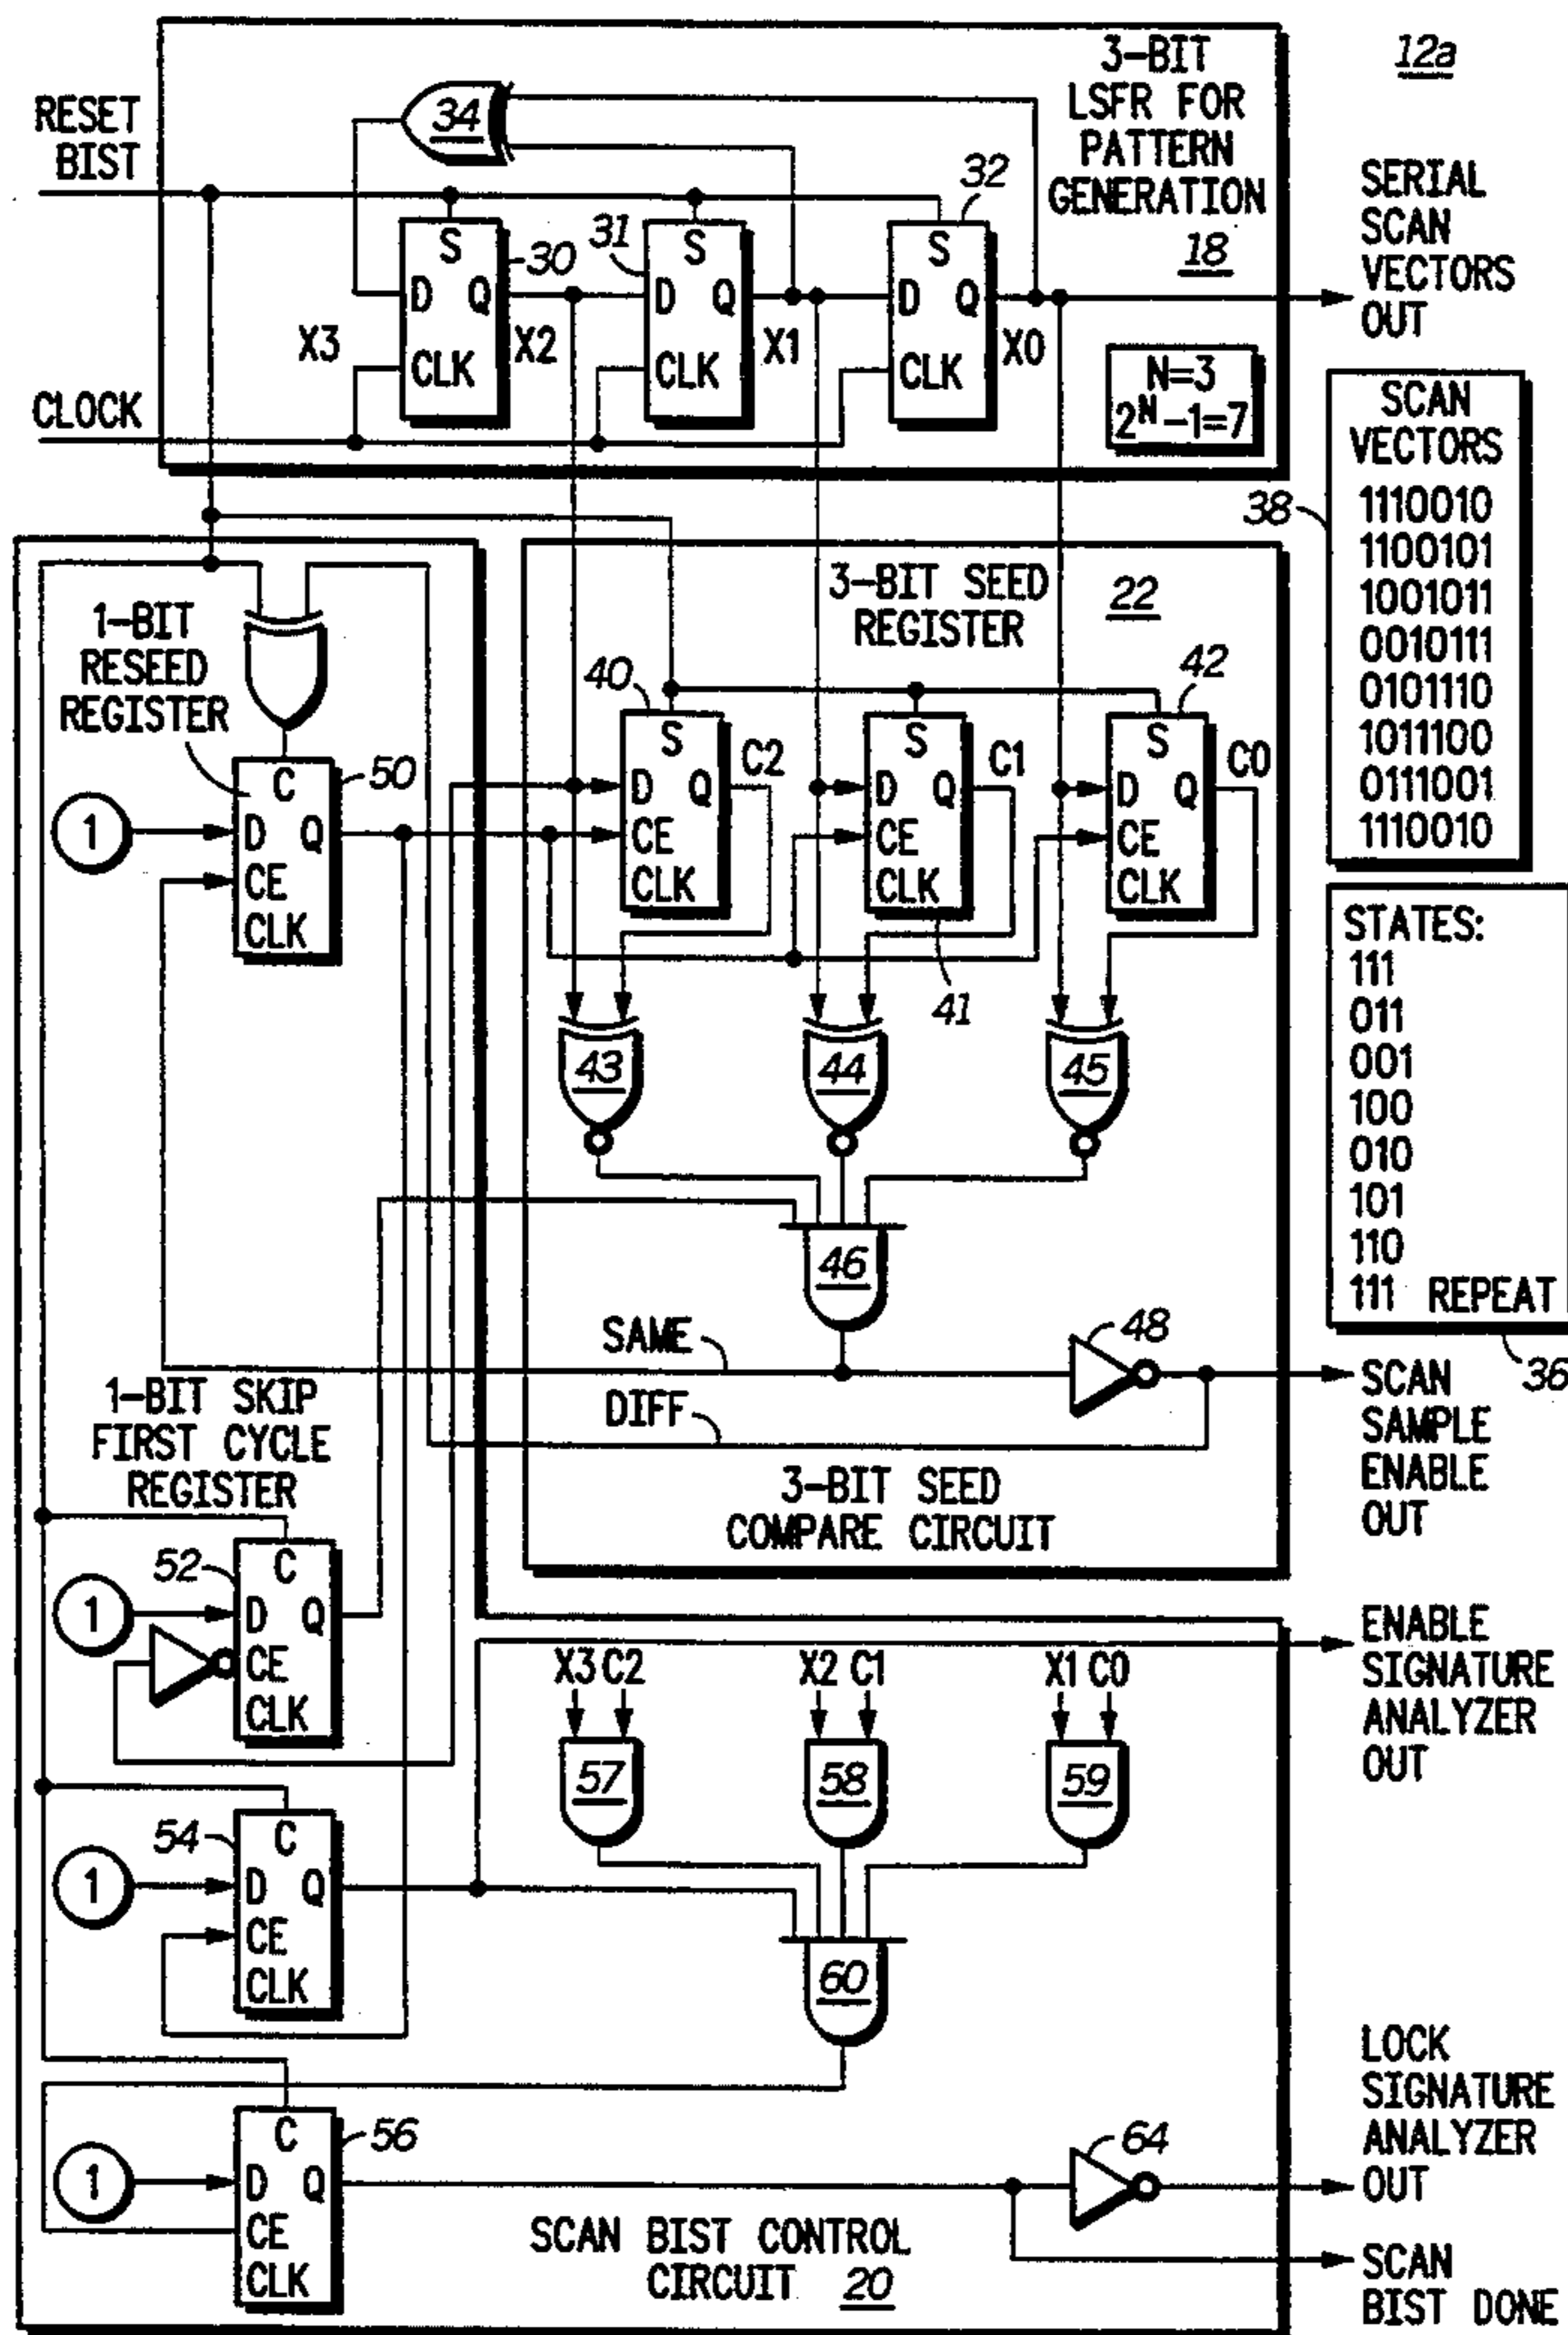 12a
3-BIT
LSFR FOR
PATTERN
GENERATION
18
RESET
BIST
34
32
31
30
S
S
S
D Q
D Q
D Q
X3
X2
X1
X0
CLK
CLK
CLK
CLOCK
N=3
2^N -1=7
SERIAL
SCAN
VECTORS
OUT
38
SCAN
VECTORS
1110010
1100101
1001011
0010111
0101110
1011100
0111001
1110010
3-BIT SEED
REGISTER
22
1-BIT
RESEED
REGISTER
40
42
S
S
S
C2
C1
C0
D Q
D Q
D Q
CE
CE
CE
CLK
CLK
CLK
41
50
1
C
D Q
CE
CLK
43
44
45
46
STATES:
111
011
001
100
010
101
110
111 REPEAT
36
SAME
48
DIFF
SCAN
SAMPLE
ENABLE
OUT
3-BIT SEED
COMPARE CIRCUIT
1-BIT SKIP
FIRST CYCLE
REGISTER
52
1
C
D Q
CE
CLK
ENABLE
SIGNATURE
ANALYZER
OUT
X3 C2
X2 C1
X1 C0
57
58
59
54
1
C
D Q
CE
CLK
60
56
1
C
D Q
CE
CLK
64
LOCK
SIGNATURE
ANALYZER
OUT
SCAN BIST CONTROL
CIRCUIT 20
SCAN
BIST DONE